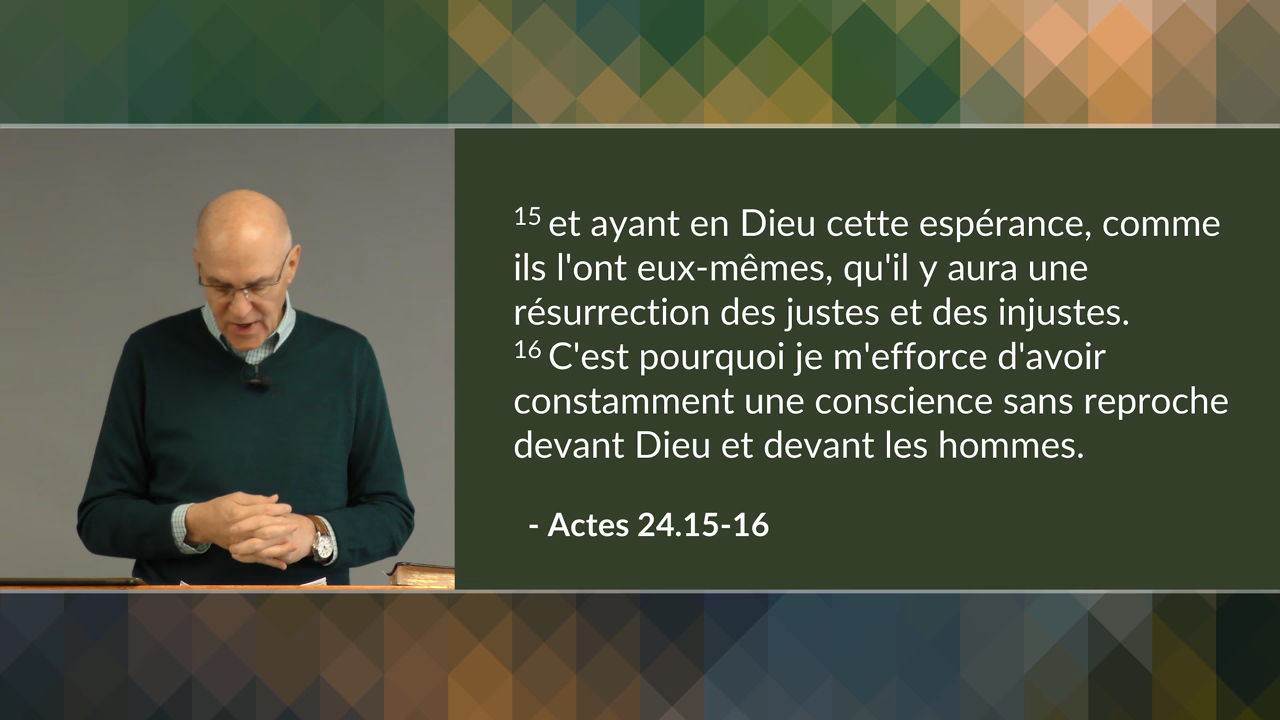 15 et ayant en Dieu cette espérance, comme
ils l'ont eux-mêmes, qu'il y aura une
résurrection des justes et des injustes.
16 C'est pourquoi je m'efforce d'avoir
constamment une conscience sans reproche
devant Dieu et devant les hommes.
- Actes 24.15-16